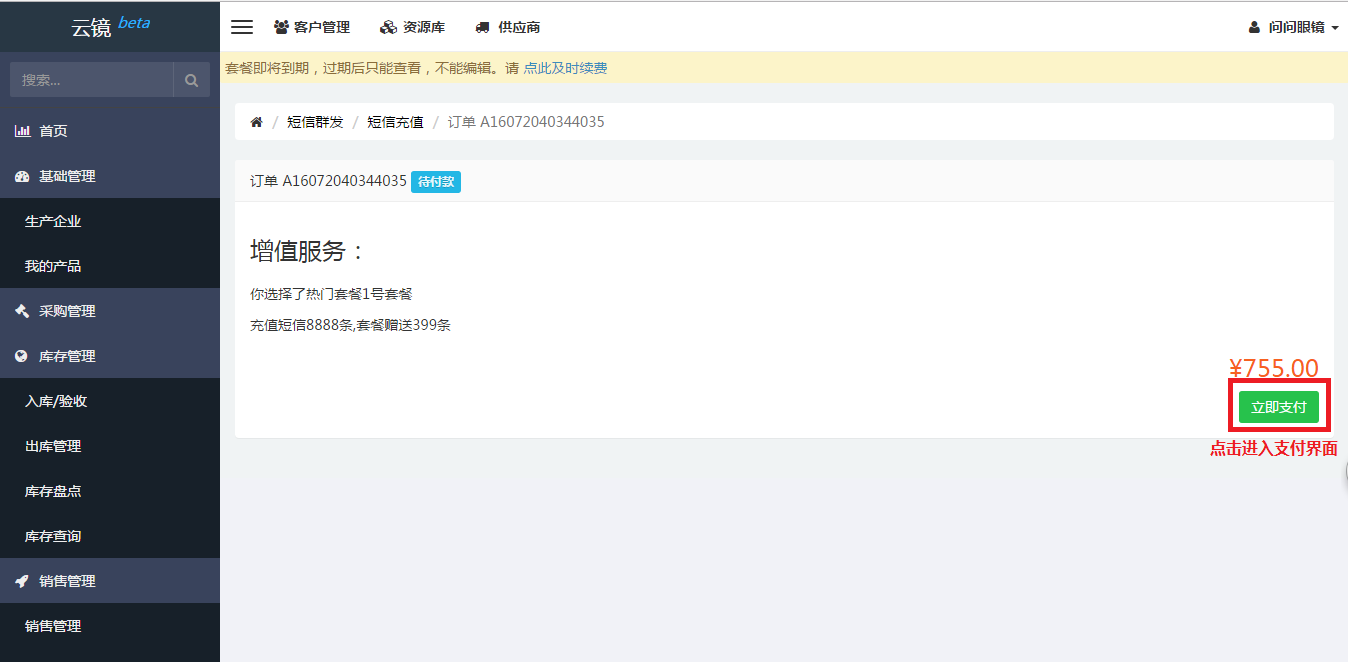 云镜 beta
客户管理 资源库 供应商 问问眼镜
搜索...
套餐即将到期，过期后只能查看，不能编辑。请 点此及时续费
首页
基础管理
生产企业
我的产品
采购管理
库存管理
入库/验收
出库管理
库存盘点
库存查询
销售管理
销售管理
/ 短信群发 / 短信充值 / 订单 A16072040344035
订单 A16072040344035 待付款
增值服务：
你选择了热门套餐1号套餐
充值短信8888条,套餐赠送399条
¥755.00
立即支付
点击进入支付界面